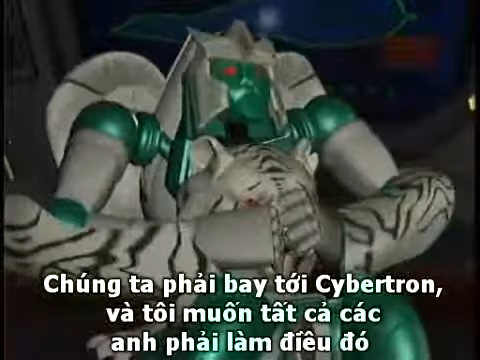 Chúng ta phải bay tới Cybertron,
và tôi muốn tất cả các
anh phải làm điều đó